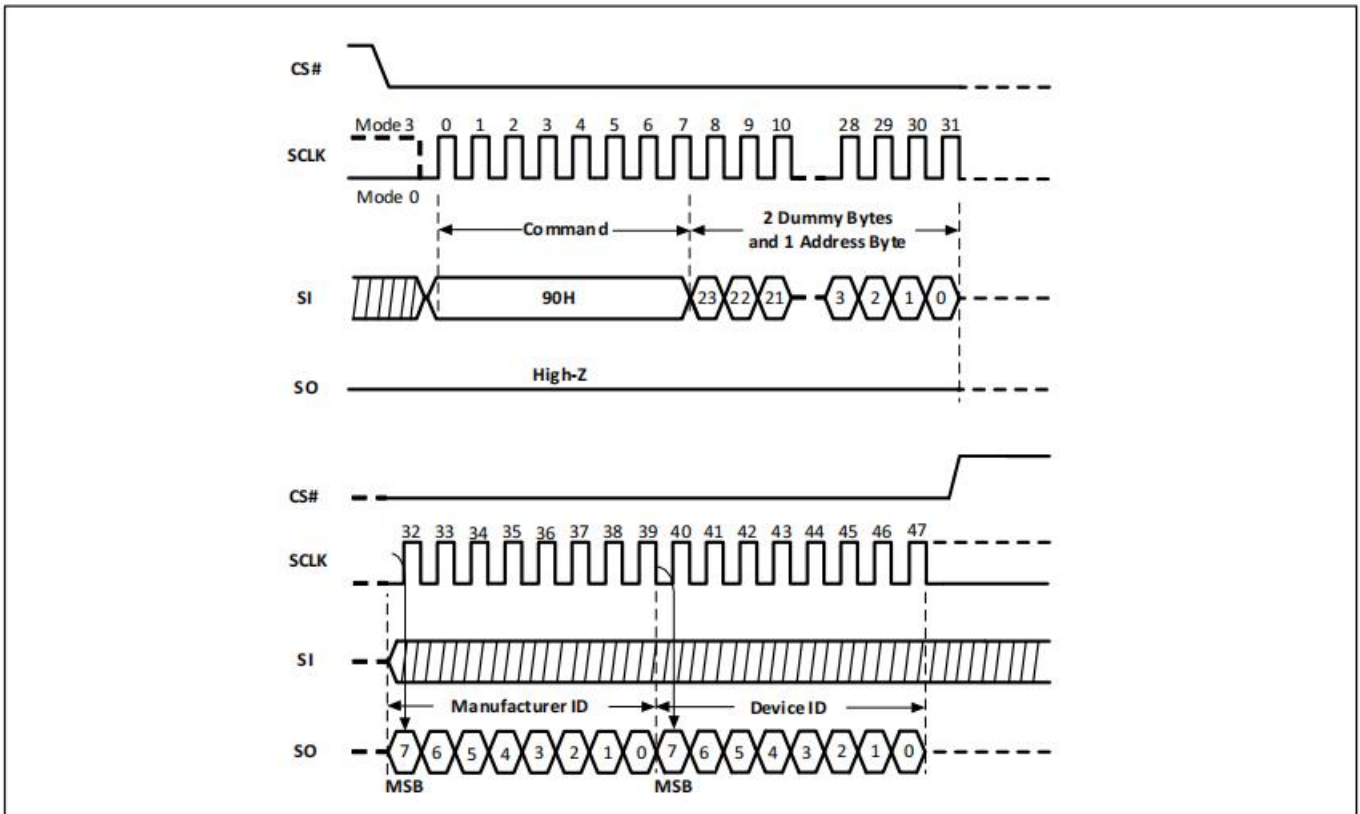 CS#
Mode 3 0 1 2 3 4 5 6 7 8 9 10 28 29 30 31
SCLK
Mode 0
Command
2 Dummy Bytes
and 1 Address Byte
SI 90H 23 22 21 3 2 1 0
High-Z
SO
CS#
32 33 34 35 36 37 38 39 40 41 42 43 44 45 46 47
SCLK
SI
Manufacturer ID Device ID
SO 7 6 5 4 3 2 1 0 7 6 5 4 3 2 1 0
MSB MSB